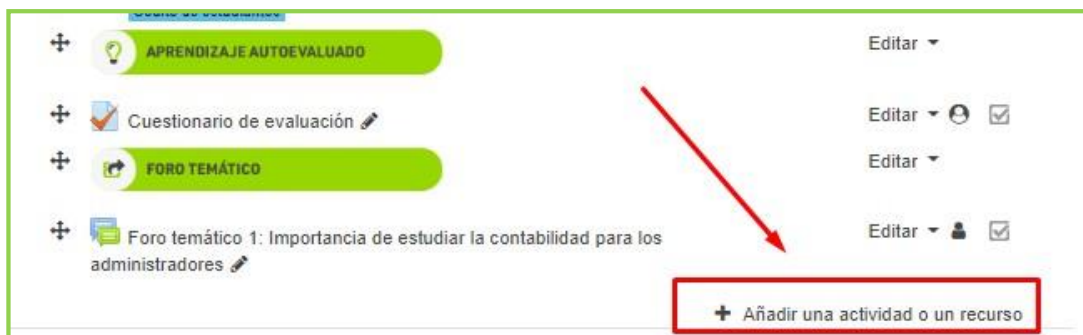 APRENDIZAJE AUTOEVALUADO
Editar
Cuestionario de evaluación
Editar
FORO TEMÁTICO
Editar
Foro temático 1: Importancia de estudiar la contabilidad para los
administradores
Editar
+ Añadir una actividad o un recurso